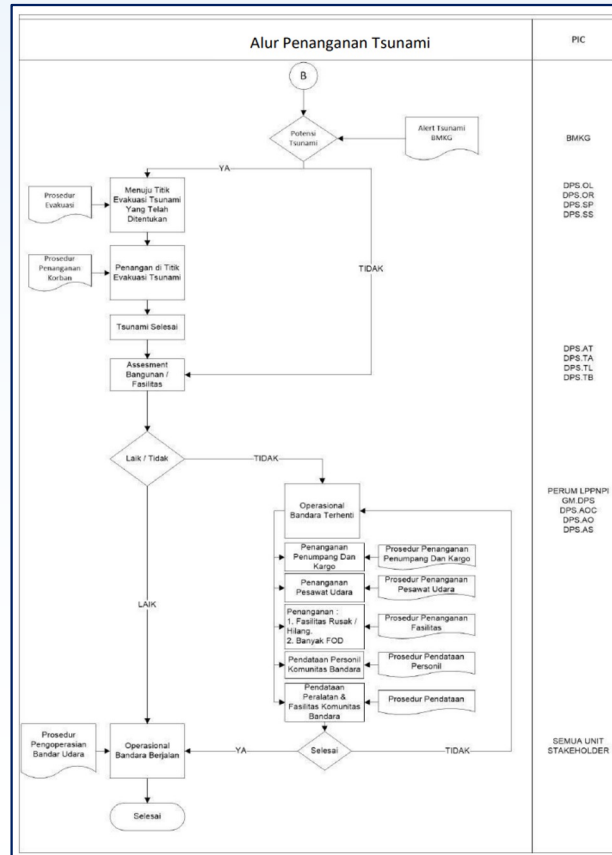 Alur Penanganan Tsunami
PIC
B
Potensi
Tsunami
Alert Tsunami
BMKG
BMKG
YA
Prosedur
Evakuasi
Menuju Titik
Evakuasi Tsunami
Yang Telah
Ditentukan
DPS.OL
DPS.OR
DPS.SP
DPS.SS
Prosedur
Penanganan
Korban
Penangan di Titik
Evakuasi Tsunami
TIDAK
Tsunami Selesai
Assesment
Bangunan /
Fasilitas
DPS.AT
DPS.TA
DPS.TL
DPS.TB
Laik / Tidak
TIDAK
Operasional
Bandara Terhenti
PERUM LPPNPI
GM.DPS
DPS.AOC
DPS.AO
DPS.AS
Penanganan
Penumpang Dan
Kargo
Prosedur Penanganan
Penumpang Dan Kargo
Penanganan
Pesawat Udara
Prosedur Penanganan
Pesawat Udara
LAIK
Penanganan :
1. Fasilitas Rusak /
Hilang.
2. Banyak FOD
Prosedur Penanganan
Fasilitas
Pendataan Personil
Komunitas Bandara
Prosedur Pendataan
Personil
Pendataan
Peralatan &
Fasilitas Komunitas
Bandara
Prosedur Pendataan
Prosedur
Pengoperasian
Bandar Udara
Operasional
Bandara Berjalan
YA
Selesai
TIDAK
SEMUA UNIT
STAKEHOLDER
Selesai